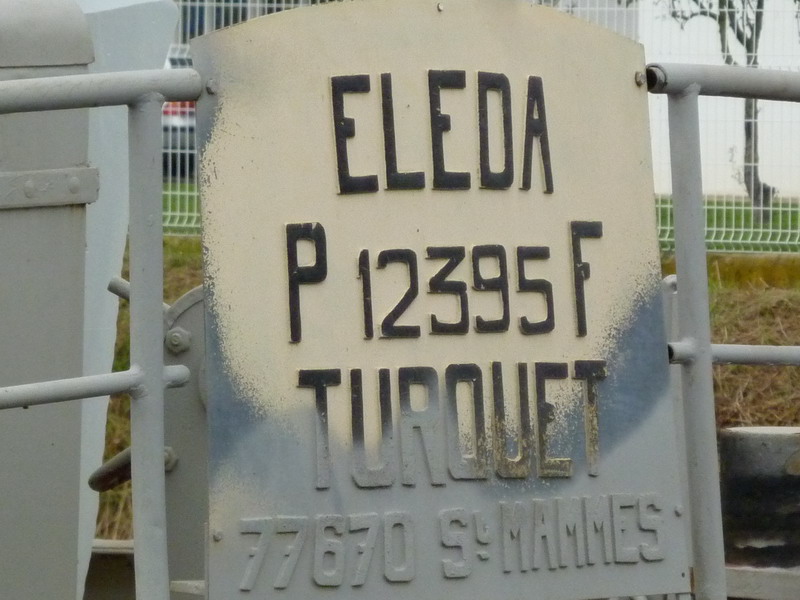 ELEDA
P 12395 F
TURQUET
77670 St MAMMES